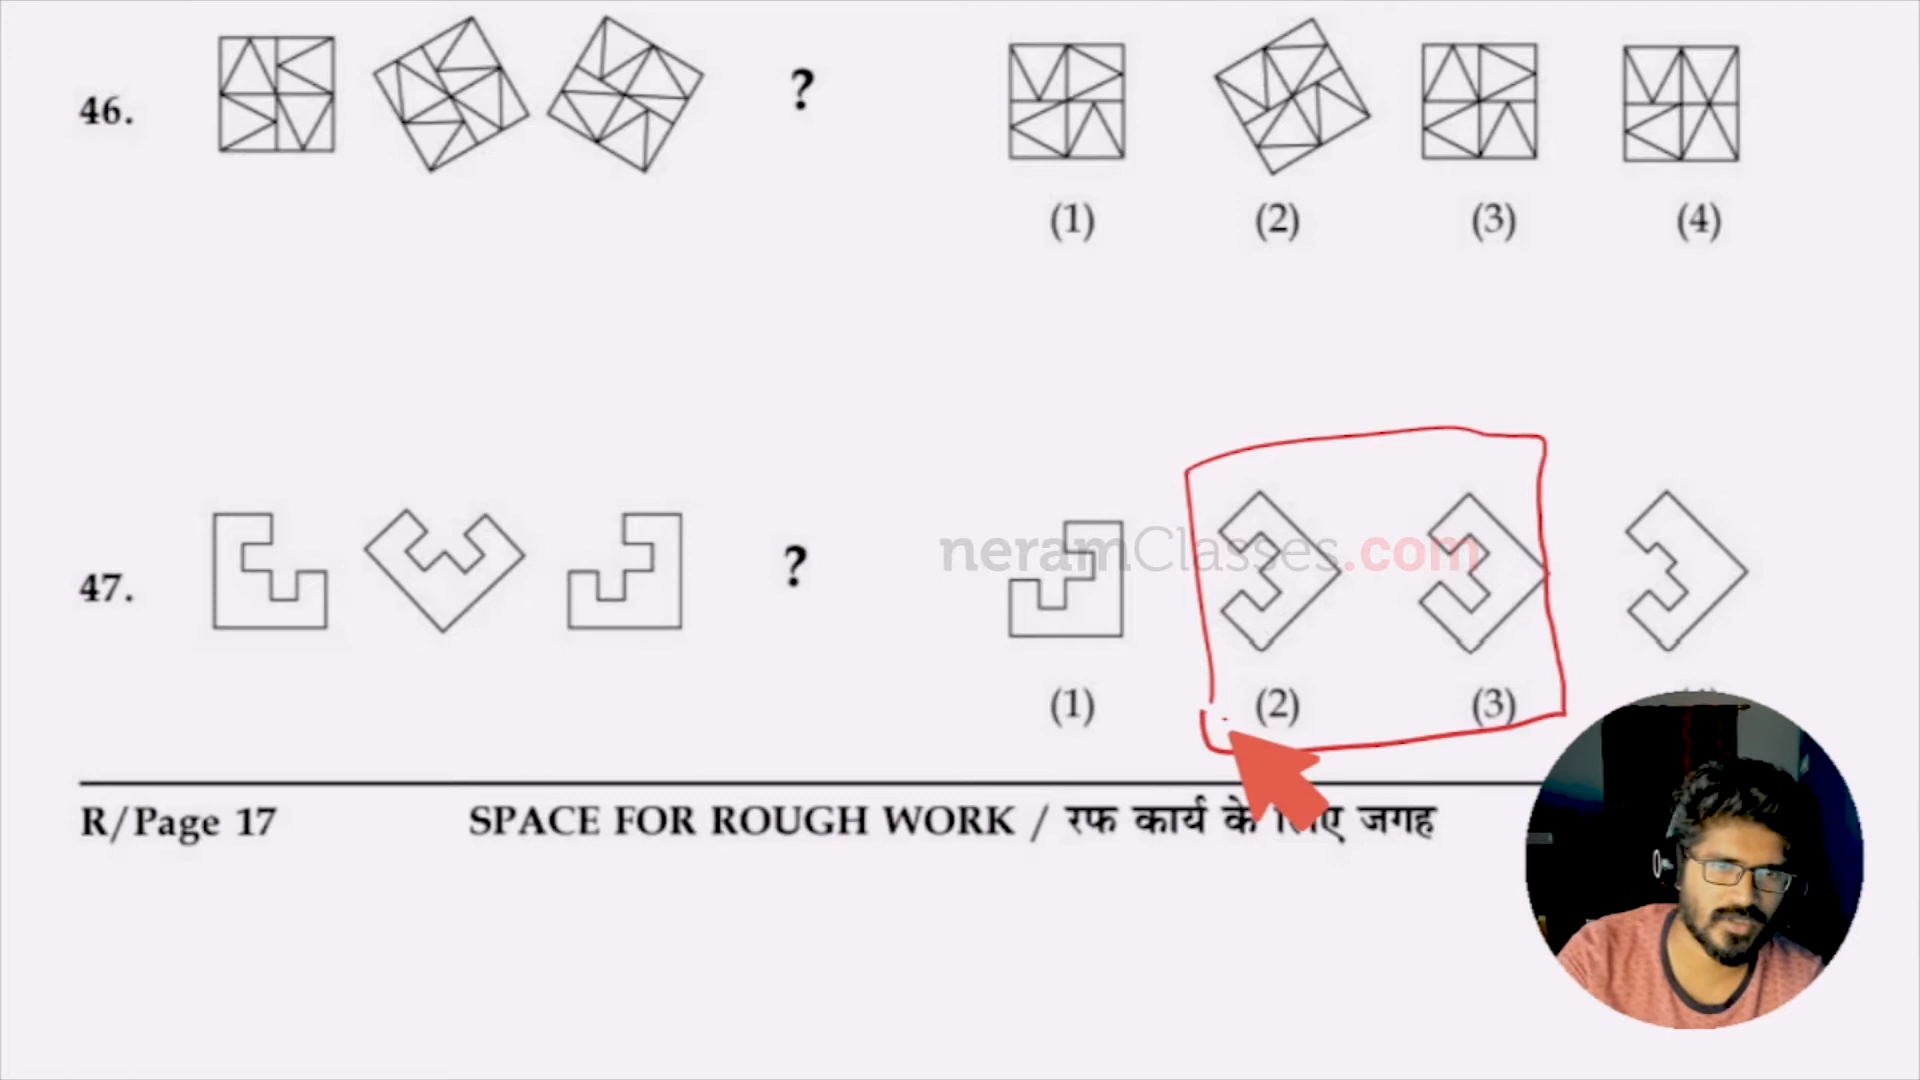 46.
?
(1) (2) (3) (4)
47.
?
neramClasses.com
(1) (2) (3)
R/Page 17 SPACE FOR ROUGH WORK / रफ कार्य के लिए जगह